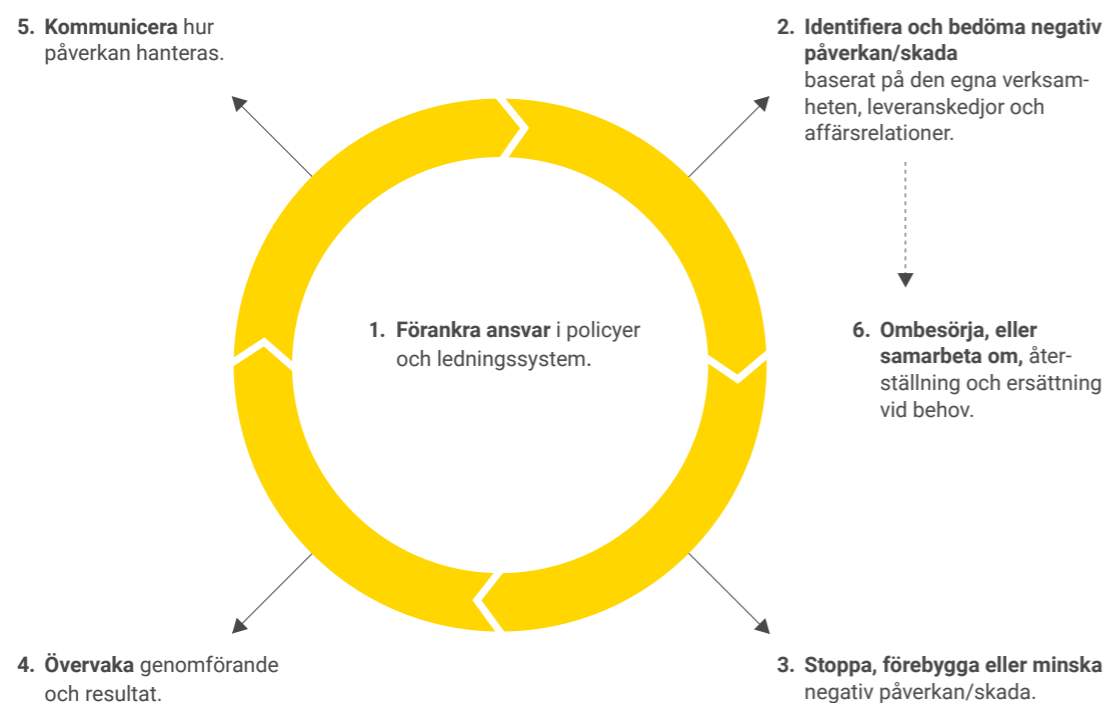 5. Kommunicera hur
påverkan hanteras.
2. Identifiera och bedöma negativ
påverkan/skada
baserat på den egna verksam-
heten, leveranskedjor och
affärsrelationer.
1. Förankra ansvar i policyer
och ledningssystem.
6. Ombesörja, eller
samarbeta om, åter-
ställning och ersättning
vid behov.
4. Övervaka genomförande
och resultat.
3. Stoppa, förebygga eller minska
negativ påverkan/skada.